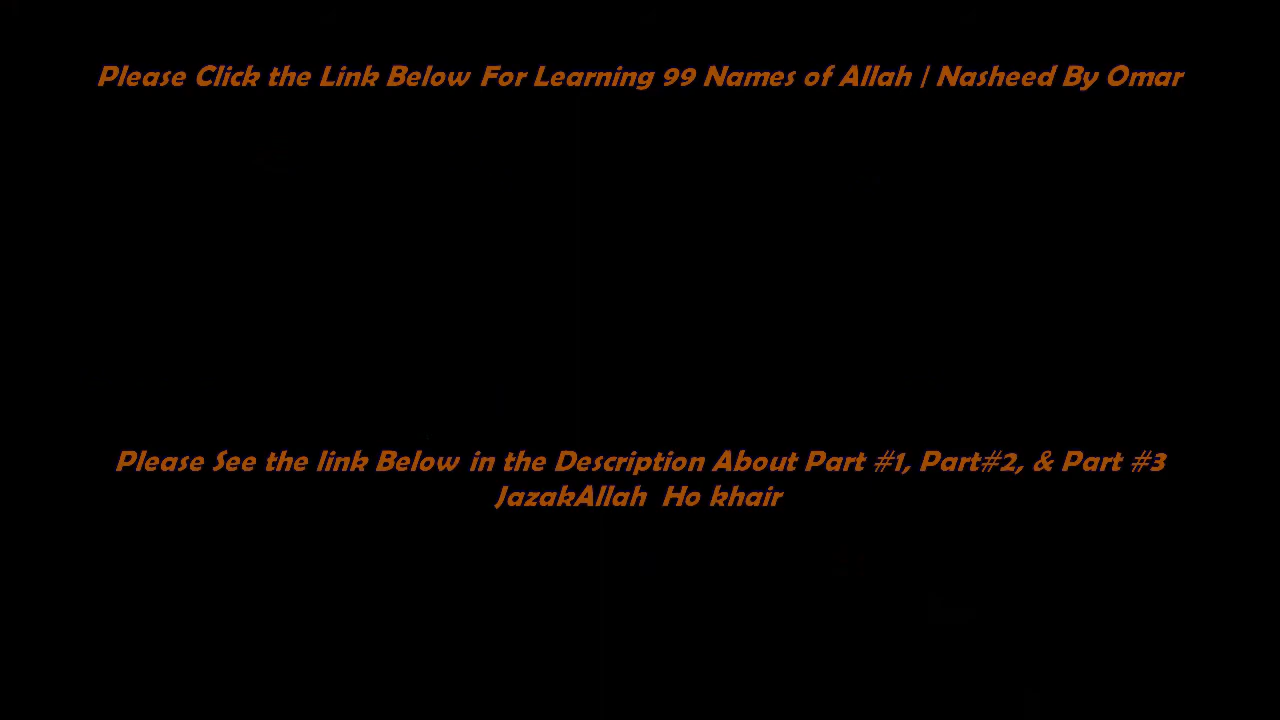 Please Click the Link Below For Learning 99 Names of Allah | Nasheed By Omar
Please See the link Below in the Description About Part #1, Part#2, & Part #3
JazakAllah Ho khair